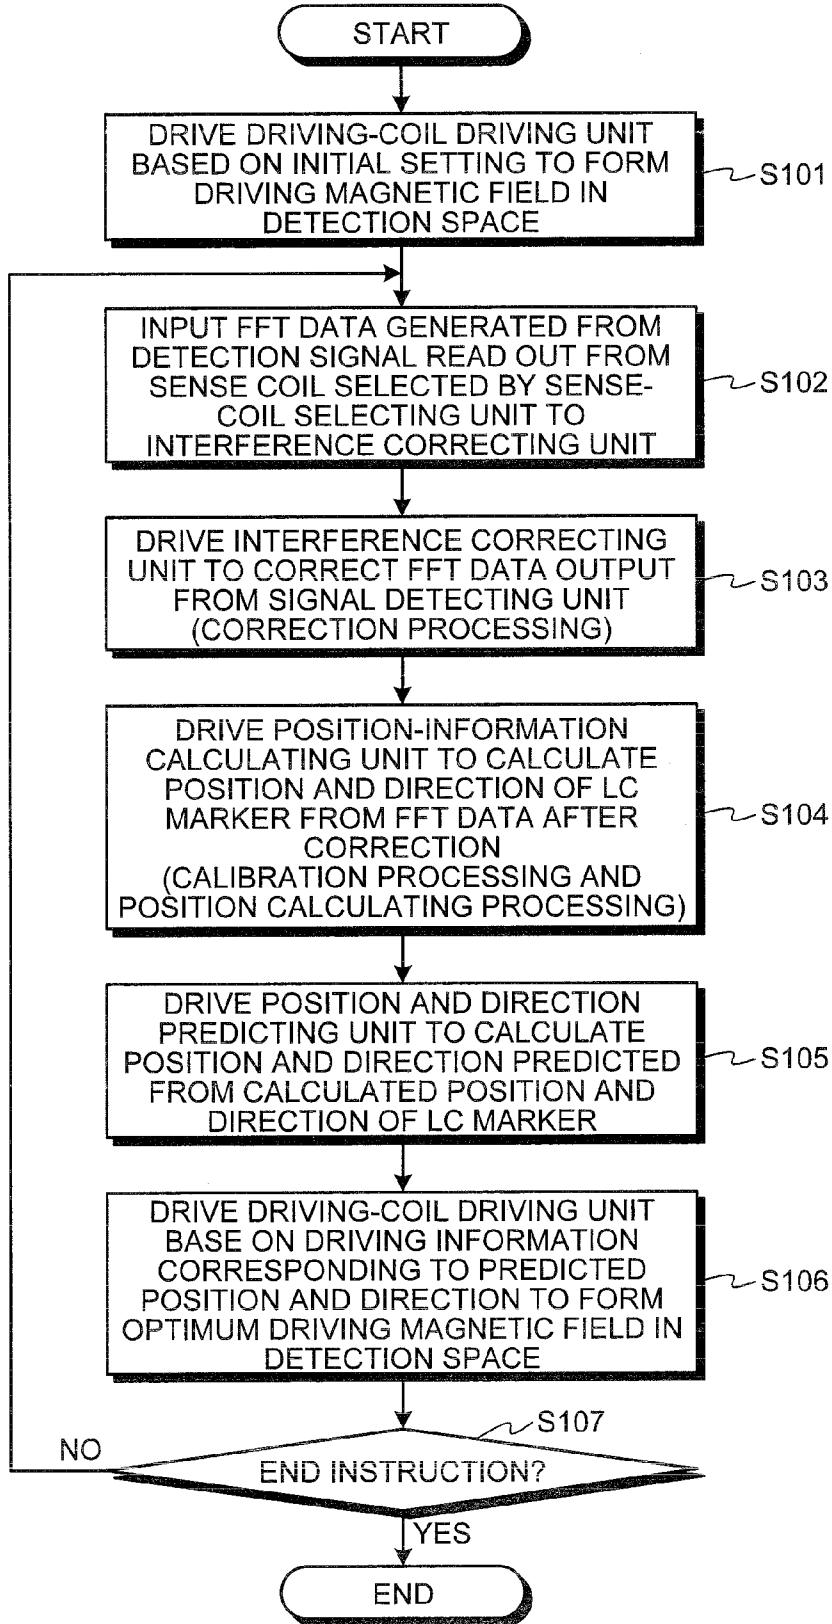 START
DRIVE DRIVING-COIL DRIVING UNIT
BASED ON INITIAL SETTING TO FORM
DRIVING MAGNETIC FIELD IN
DETECTION SPACE
S101
INPUT FFT DATA GENERATED FROM
DETECTION SIGNAL READ OUT FROM
SENSE COIL SELECTED BY SENSE-
COIL SELECTING UNIT TO
INTERFERENCE CORRECTING UNIT
S102
DRIVE INTERFERENCE CORRECTING
UNIT TO CORRECT FFT DATA OUTPUT
FROM SIGNAL DETECTING UNIT
(CORRECTION PROCESSING)
S103
DRIVE POSITION-INFORMATION
CALCULATING UNIT TO CALCULATE
POSITION AND DIRECTION OF LC
MARKER FROM FFT DATA AFTER
CORRECTION
(CALIBRATION PROCESSING AND
POSITION CALCULATING PROCESSING)
S104
DRIVE POSITION AND DIRECTION
PREDICTING UNIT TO CALCULATE
POSITION AND DIRECTION PREDICTED
FROM CALCULATED POSITION AND
DIRECTION OF LC MARKER
S105
DRIVE DRIVING-COIL DRIVING UNIT
BASE ON DRIVING INFORMATION
CORRESPONDING TO PREDICTED
POSITION AND DIRECTION TO FORM
OPTIMUM DRIVING MAGNETIC FIELD IN
DETECTION SPACE
S106
S107
NO
END INSTRUCTION?
YES
END